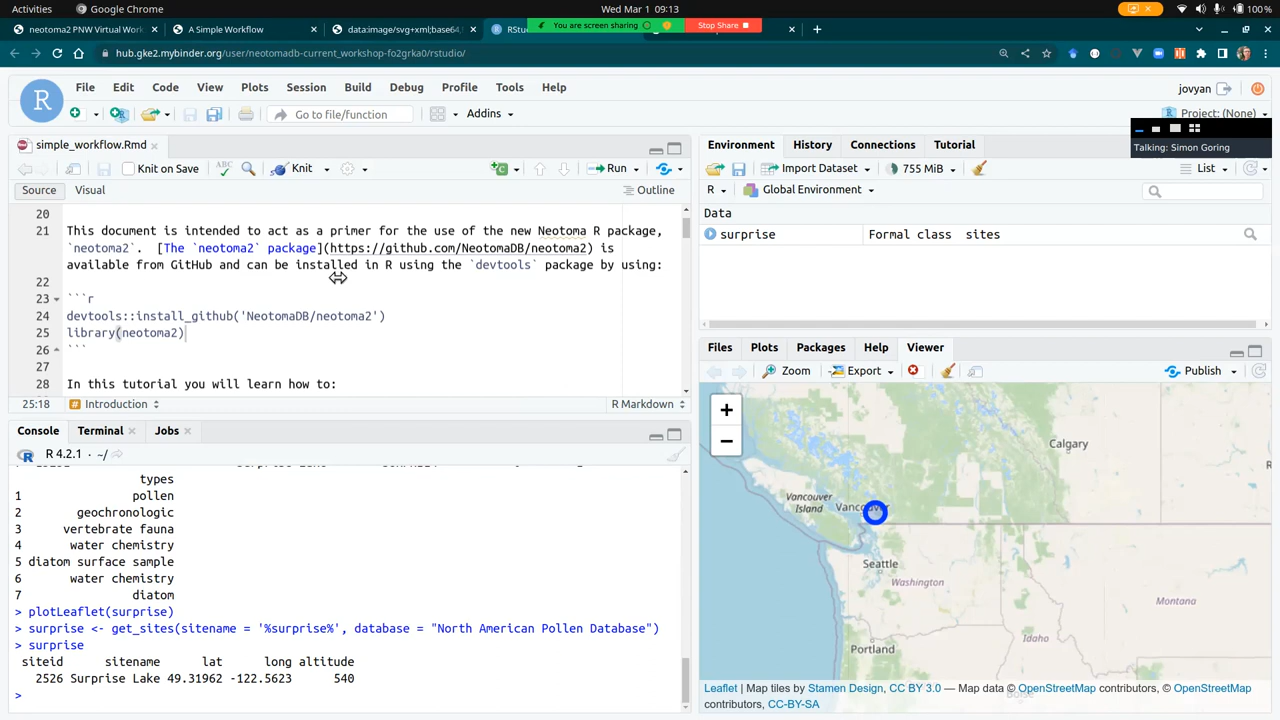 Activities
Google Chrome
Wed Mar 1 09:13
100 %
neotoma2 PNW Virtual Work
A Simple Workflow
data:image/svg+xml;base64,
RStu
You are screen sharing
Stop Share
hub.gke2.mybinder.org/user/neotomadb-current_workshop-fo2grka0/rstudio/
File Edit Code View Plots Session Build Debug Profile Tools Help
jovyan
Go to file/function
Addins
Project: (None)
Talking: Simon Goring
simple_workflow.Rmd
Knit on Save
ABC
Knit
Run
Source Visual
Outline
20
21 This document is intended to act as a primer for the use of the new Neotoma R package,
`neotoma2`. [The `neotoma2` package](https://github.com/NeotomaDB/neotoma2) is
available from GitHub and can be installed in R using the `devtools` package by using:
22
23 ```r
24 devtools::install_github('NeotomaDB/neotoma2')
25 library(neotoma2)
26 ```
27
28 In this tutorial you will learn how to:
25:18 Introduction R Markdown
Console Terminal Jobs
R 4.2.1 · ~/
types
1 pollen
2 geochronologic
3 vertebrate fauna
4 water chemistry
5 diatom surface sample
6 water chemistry
7 diatom
> plotLeaflet(surprise)
> surprise <- get_sites(sitename = '%surprise%', database = "North American Pollen Database")
> surprise
siteid sitename lat long altitude
2526 Surprise Lake 49.31962 -122.5623 540
>
Environment History Connections Tutorial
Import Dataset 755 MiB List
R Global Environment
Data
surprise Formal class sites
Files Plots Packages Help Viewer
Zoom Export Publish
+
−
Calgary
Vancouver
Island
Vancouver
Seattle
Washington
Montana
Portland
Idaho
Leaflet | Map tiles by Stamen Design, CC BY 3.0 — Map data © OpenStreetMap contributors, © OpenStreetMap
contributors, CC-BY-SA